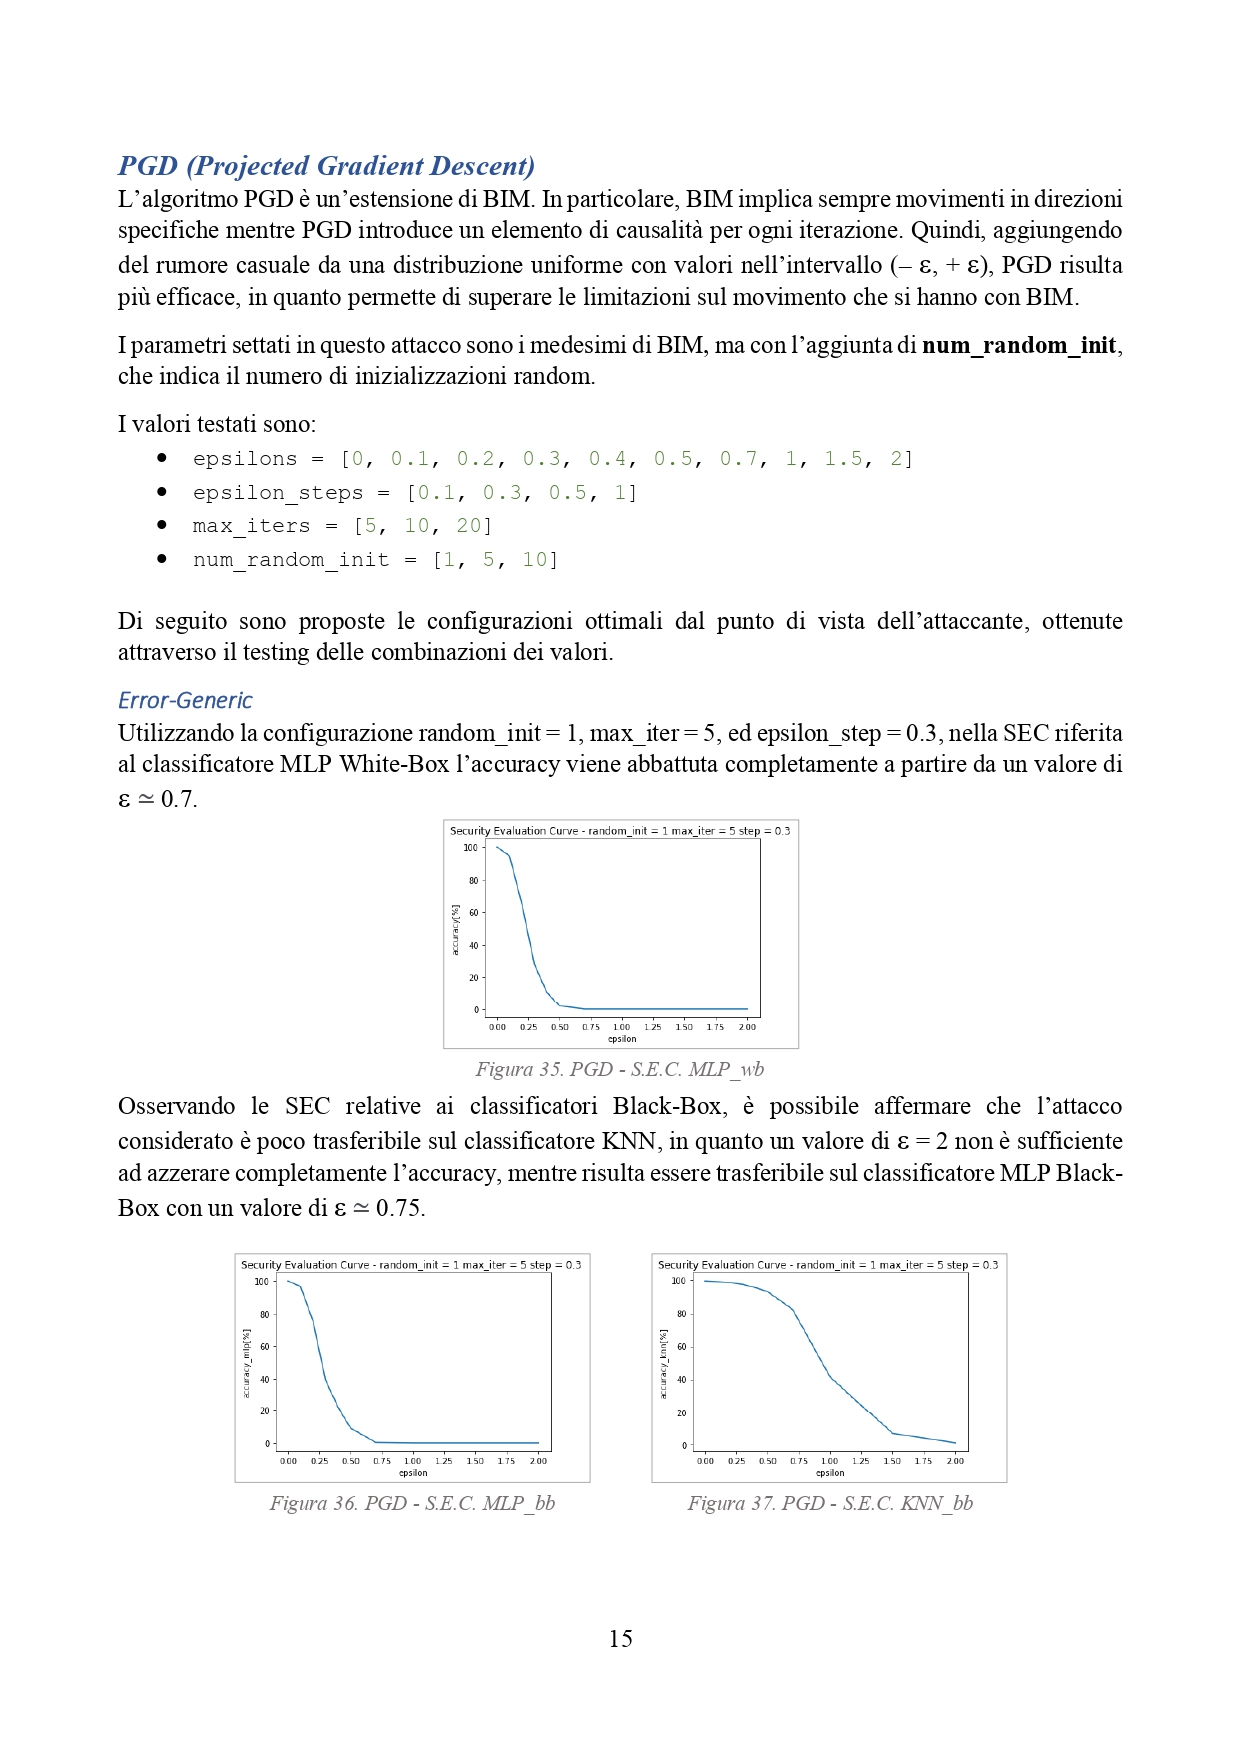 PGD (Projected Gradient Descent)
L’algoritmo PGD è un’estensione di BIM. In particolare, BIM implica sempre movimenti in direzioni
specifiche mentre PGD introduce un elemento di causalità per ogni iterazione. Quindi, aggiungendo
del rumore casuale da una distribuzione uniforme con valori nell’intervallo (– ε, + ε), PGD risulta
più efficace, in quanto permette di superare le limitazioni sul movimento che si hanno con BIM.
I parametri settati in questo attacco sono i medesimi di BIM, ma con l’aggiunta di num_random_init,
che indica il numero di inizializzazioni random.
I valori testati sono:
● epsilons = [0, 0.1, 0.2, 0.3, 0.4, 0.5, 0.7, 1, 1.5, 2]
● epsilon_steps = [0.1, 0.3, 0.5, 1]
● max_iters = [5, 10, 20]
● num_random_init = [1, 5, 10]
Di seguito sono proposte le configurazioni ottimali dal punto di vista dell’attaccante, ottenute
attraverso il testing delle combinazioni dei valori.
Error-Generic
Utilizzando la configurazione random_init = 1, max_iter = 5, ed epsilon_step = 0.3, nella SEC riferita
al classificatore MLP White-Box l’accuracy viene abbattuta completamente a partire da un valore di
ε ≃ 0.7.
Security Evaluation Curve - random_init = 1 max_iter = 5 step = 0.3
100
80
60
40
20
0
accuracy[%]
0.00 0.25 0.50 0.75 1.00 1.25 1.50 1.75 2.00
epsilon
Figura 35. PGD - S.E.C. MLP_wb
Osservando le SEC relative ai classificatori Black-Box, è possibile affermare che l’attacco
considerato è poco trasferibile sul classificatore KNN, in quanto un valore di ε = 2 non è sufficiente
ad azzerare completamente l’accuracy, mentre risulta essere trasferibile sul classificatore MLP Black-
Box con un valore di ε ≃ 0.75.
Security Evaluation Curve - random_init = 1 max_iter = 5 step = 0.3
100
80
60
40
20
0
accuracy_mlp[%]
0.00 0.25 0.50 0.75 1.00 1.25 1.50 1.75 2.00
epsilon
Figura 36. PGD - S.E.C. MLP_bb
Security Evaluation Curve - random_init = 1 max_iter = 5 step = 0.3
100
80
60
40
20
0
accuracy_knn[%]
0.00 0.25 0.50 0.75 1.00 1.25 1.50 1.75 2.00
epsilon
Figura 37. PGD - S.E.C. KNN_bb
15